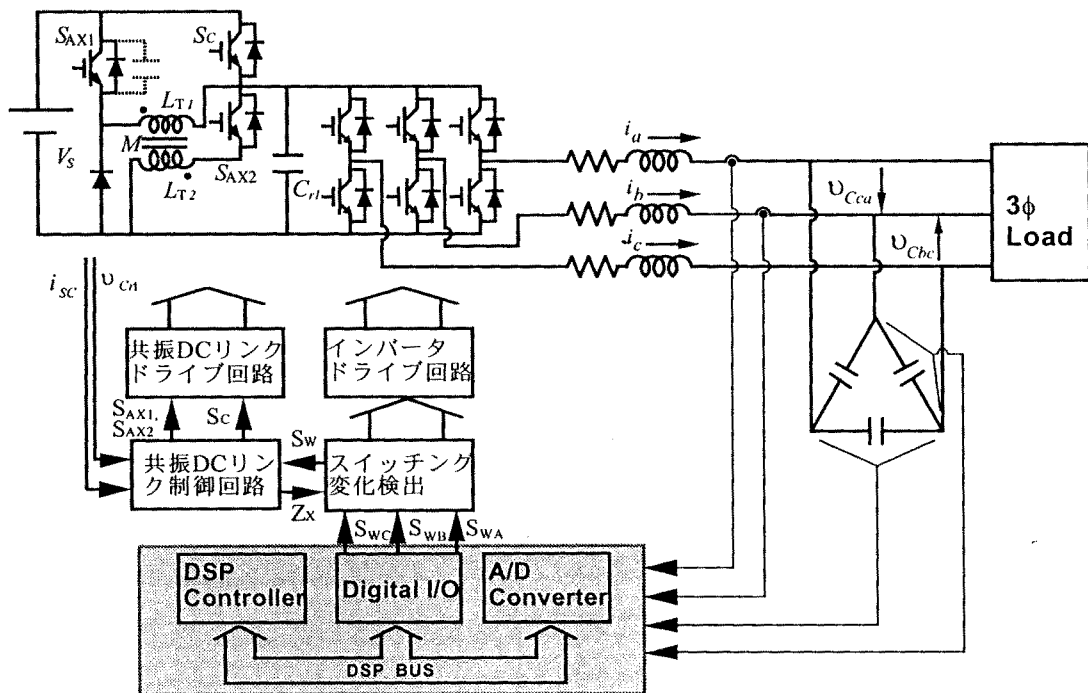 SAX1
SC
LT1
M
VS
LT2
SAX2
Cr1
ia
ib
ic
υCca
υCbc
3ϕ
Load
iSC
υCr1
共振DCリンク
ドライブ回路
インバータ
ドライブ回路
SAX1,
SAX2
SC
共振DCリン
ク制御回路
SW
ZX
スイッチング
変化検出
SWC
SWB
SWA
DSP
Controller
Digital I/O
A/D
Converter
DSP BUS